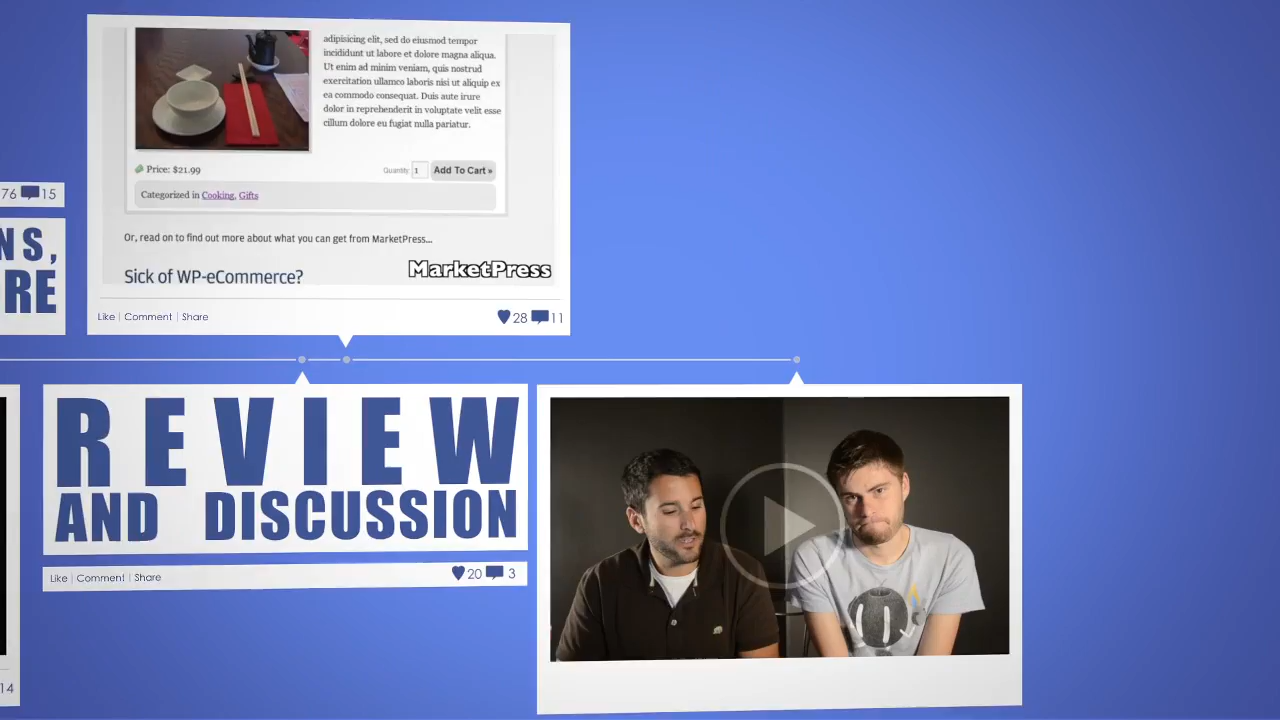 adipisicing elit, sed do eiusmod tempor
incididunt ut labore et dolore magna aliqua.
Ut enim ad minim veniam, quis nostrud
exercitation ullamco laboris nisi ut aliquip ex
ea commodo consequat. Duis aute irure
dolor in reprehenderit in voluptate velit esse
cillum dolore eu fugiat nulla pariatur.
Price: $21.99
Quantity: 1 Add To Cart »
Categorized in Cooking, Gifts
Or, read on to find out more about what you can get from MarketPress...
Sick of WP-eCommerce?
MarketPress
Like | Comment | Share
28 11
76 15
NS,
RE
REVIEW
AND DISCUSSION
Like | Comment | Share
20 3
14